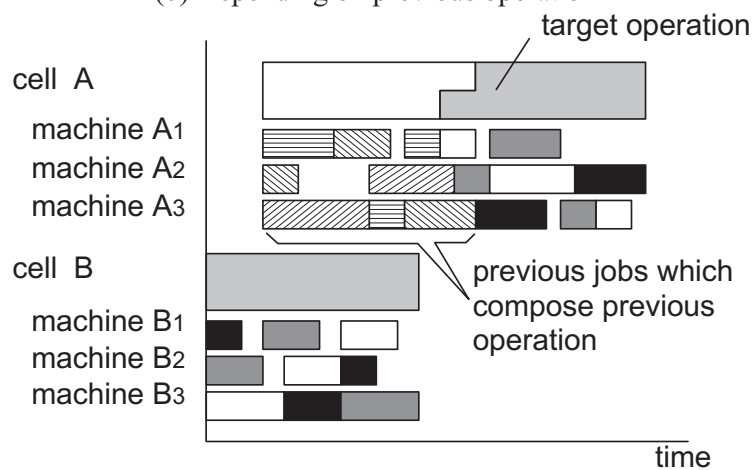 target operation
cell A
machine A1
machine A2
machine A3
cell B
previous jobs which
compose previous
operation
machine B1
machine B2
machine B3
time